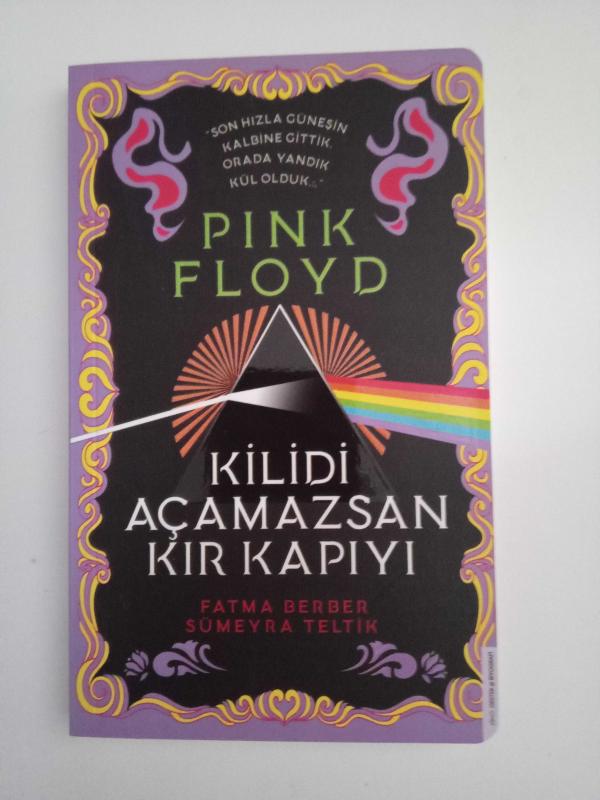 "SON HIZLA GÜNEŞİN
KALBİNE GİTTİK.
ORADA YANDIK
KÜL OLDUK..."
PINK
FLOYD
KİLİDİ
AÇAMAZSAN
KIR KAPIYI
FATMA BERBER
SÜMEYRA TELTİK